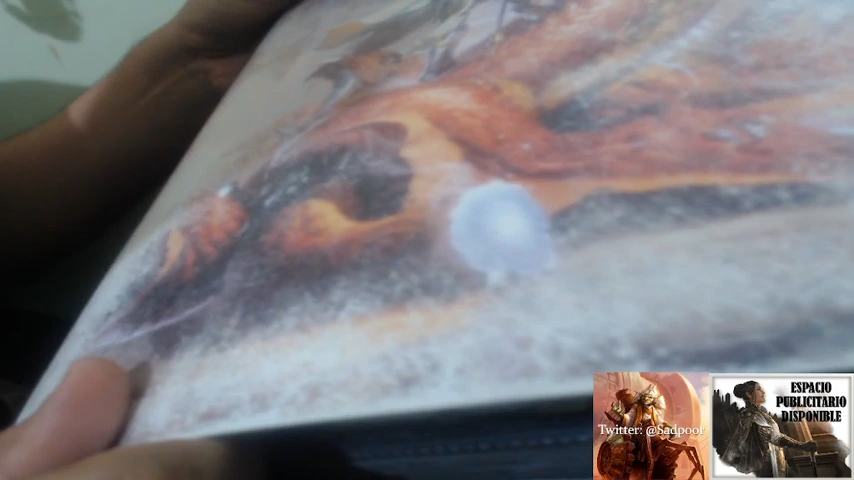 Twitter: @Sadpoor
ESPACIO
PUBLICITARIO
DISPONIBLE